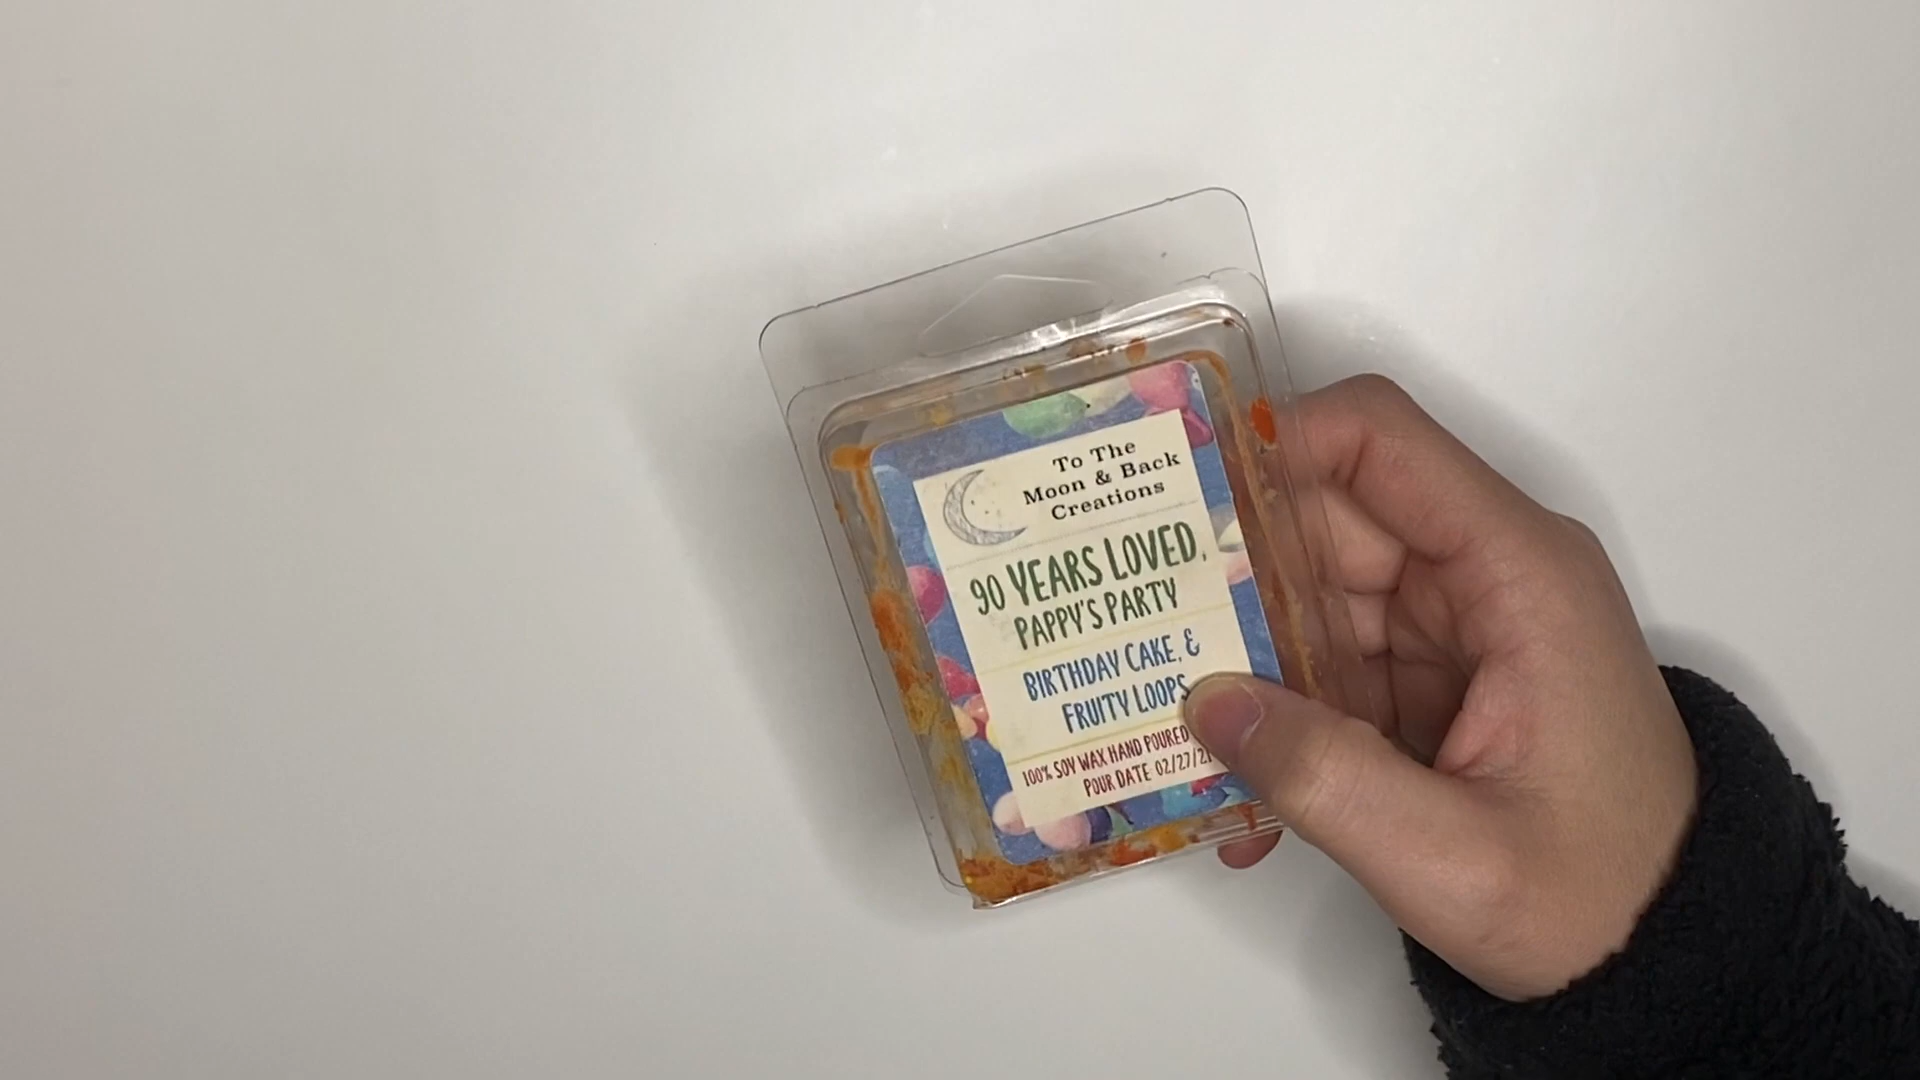 To The
Moon & Back
Creations
90 YEARS LOVED,
PAPPY'S PARTY
BIRTHDAY CAKE, &
FRUITY LOOPS
100% SOY WAX HAND POURED
POUR DATE 02/27/21